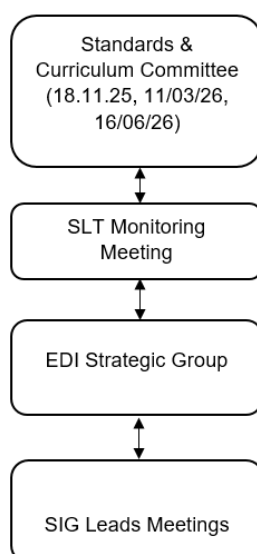 Standards &
Curriculum Committee
(18.11.25, 11/03/26,
16/06/26)
SLT Monitoring
Meeting
EDI Strategic Group
SIG Leads Meetings